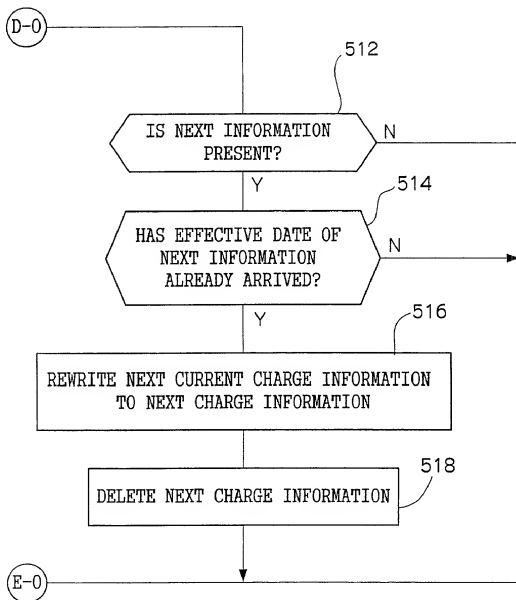 D-0
512
IS NEXT INFORMATION
PRESENT?
N
Y
514
HAS EFFECTIVE DATE OF
NEXT INFORMATION
ALREADY ARRIVED?
N
Y
516
REWRITE NEXT CURRENT CHARGE INFORMATION
TO NEXT CHARGE INFORMATION
518
DELETE NEXT CHARGE INFORMATION
E-0